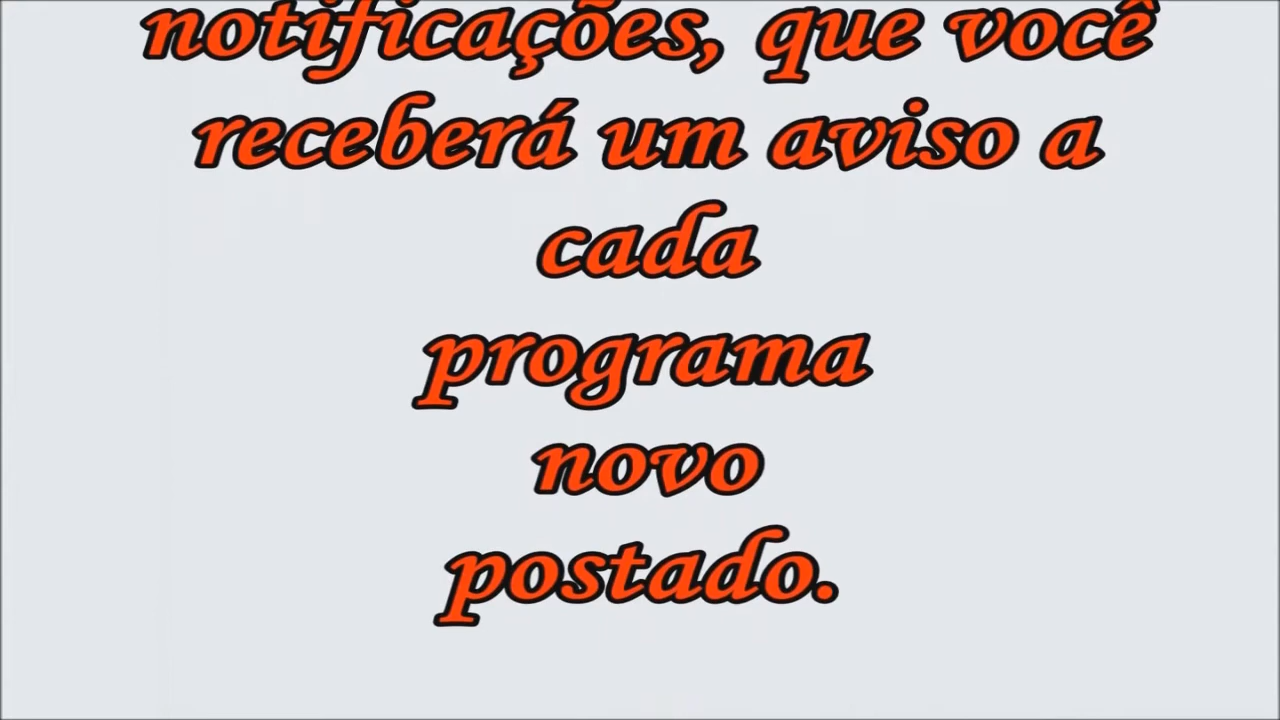 notificações, que você
receberá um aviso a
cada
programa
novo
postado.